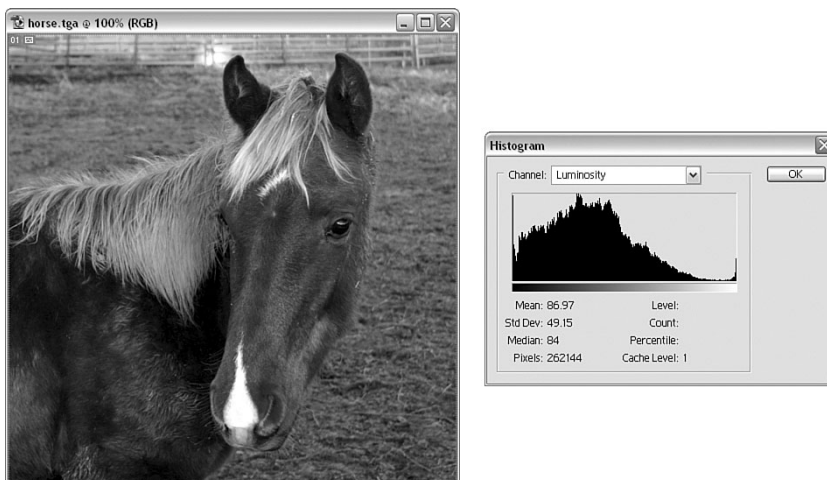 horse.tga @ 100% (RGB)
01
Histogram
Channel: Luminosity
OK
Mean: 86.97
Level:
Std Dev: 49.15
Count:
Median: 84
Percentile:
Pixels: 262144
Cache Level: 1